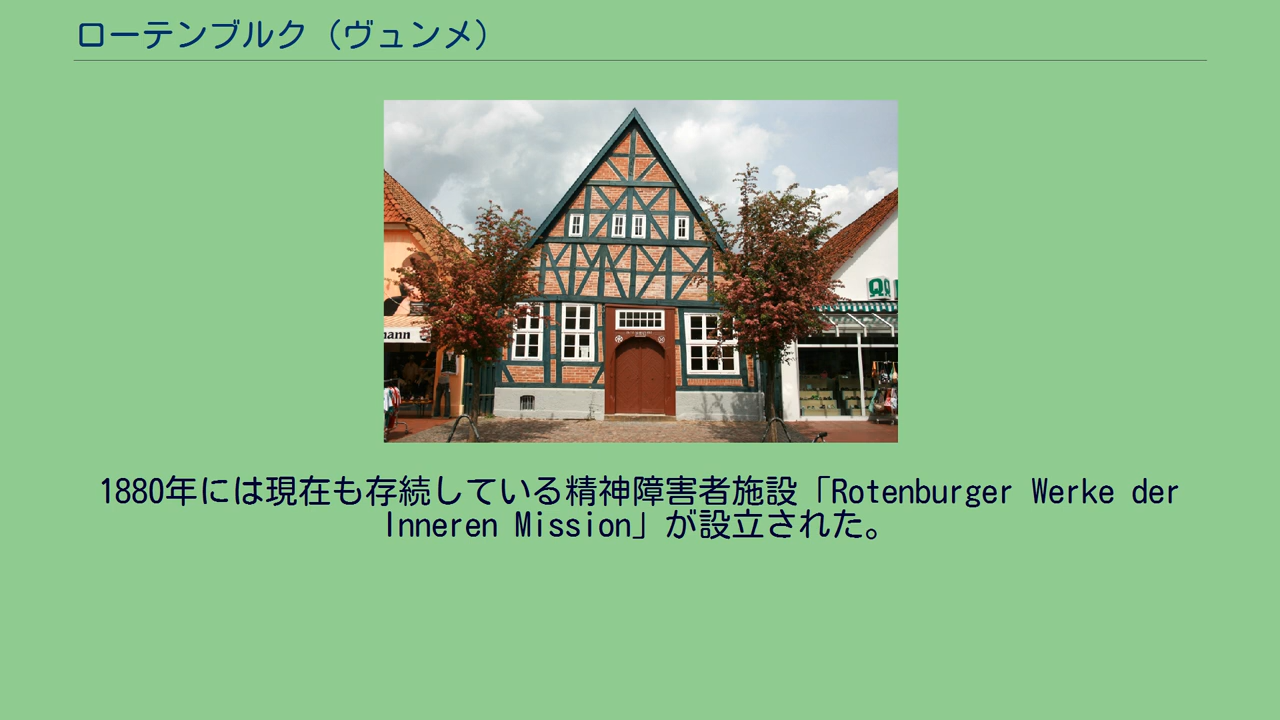 ローテンブルク（ヴュンメ）
mann
1880年には現在も存続している精神障害者施設「Rotenburger Werke der
Inneren Mission」が設立された。